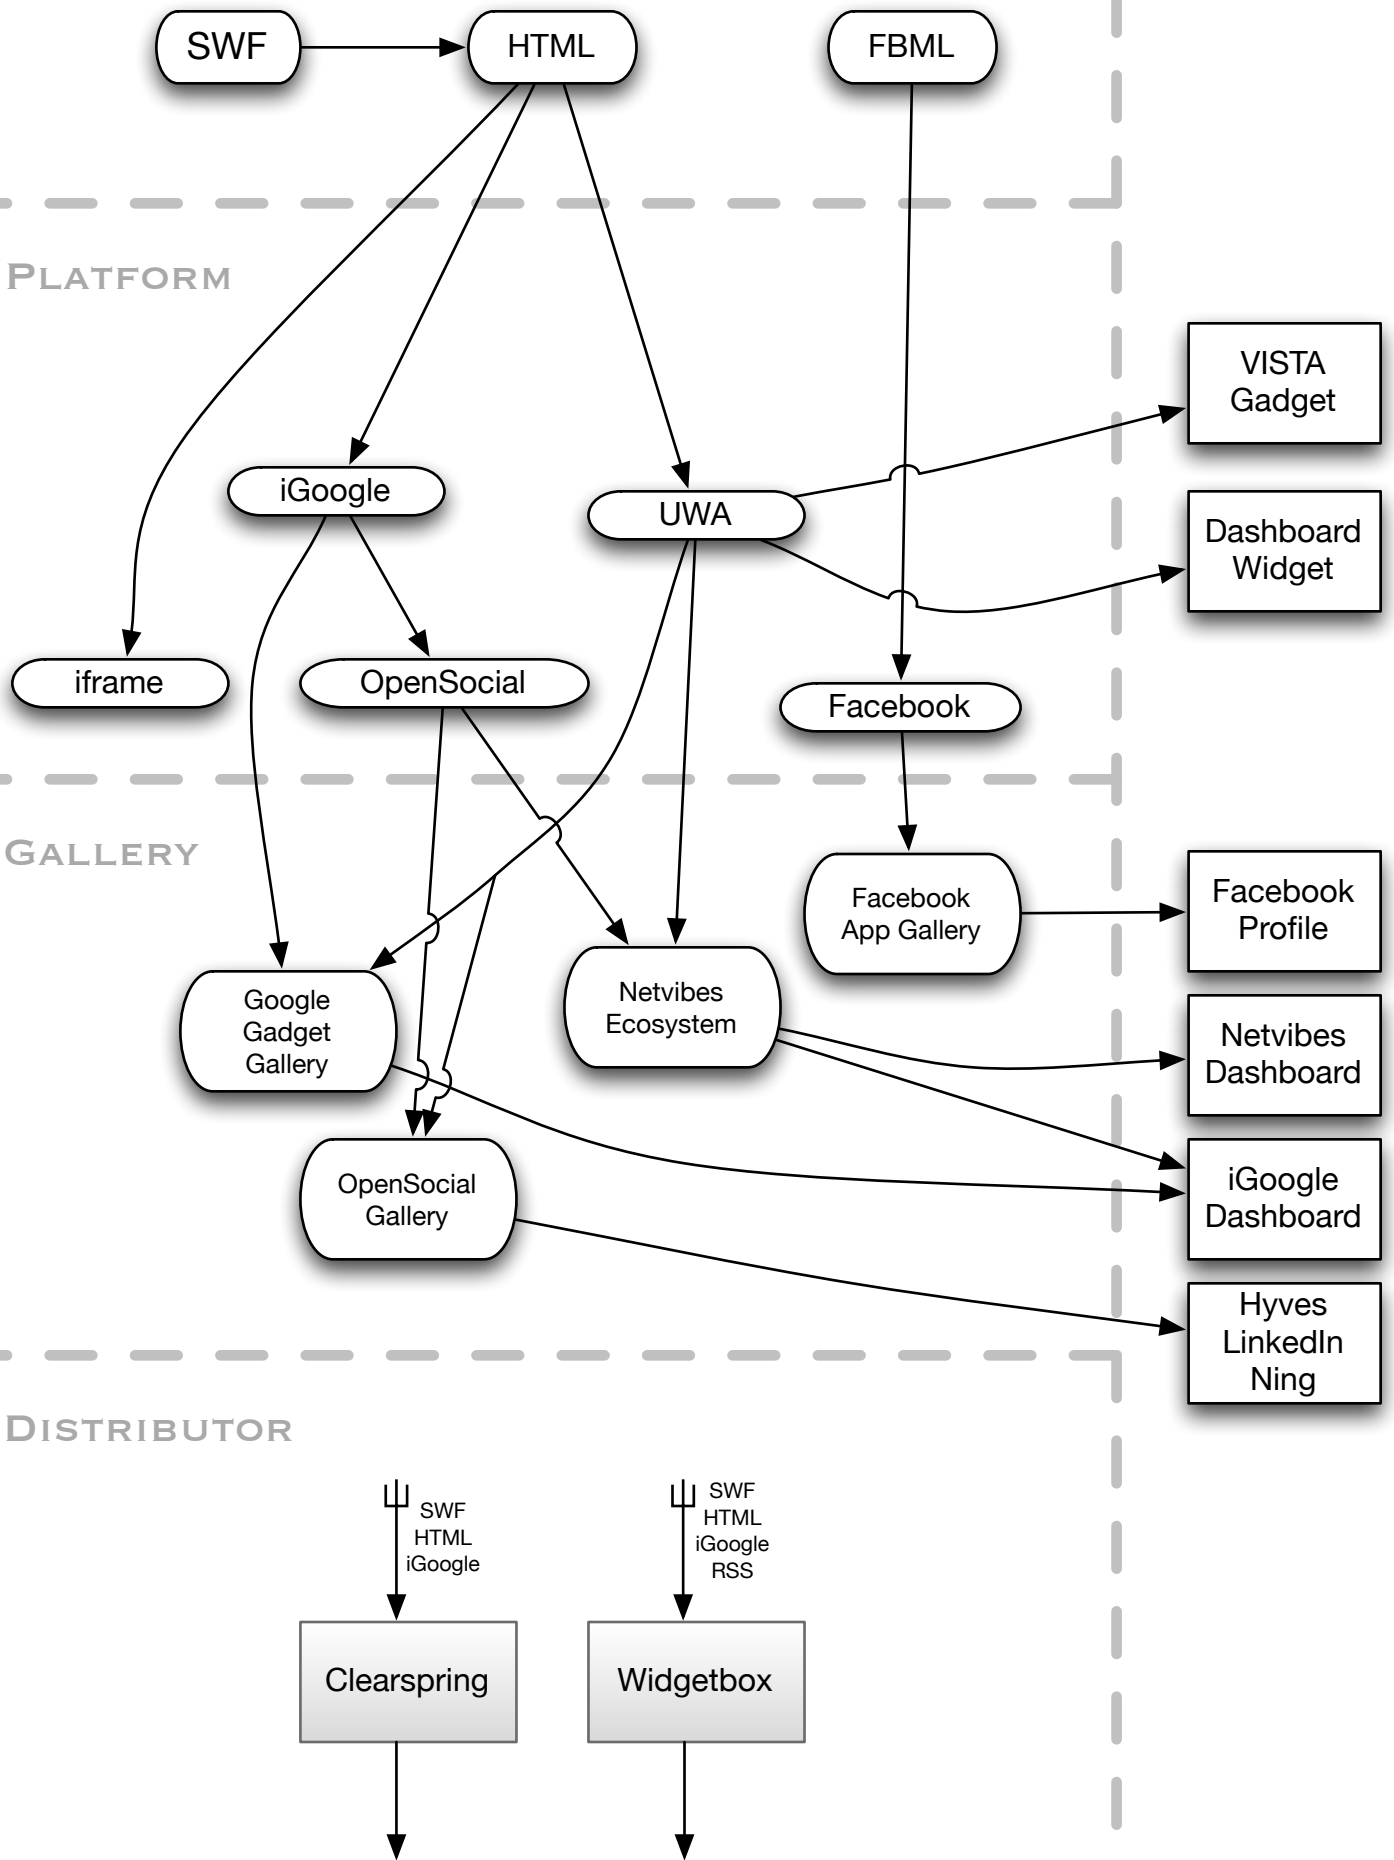 SWF
HTML
FBML
PLATFORM
VISTA
Gadget
iGoogle
UWA
Dashboard
Widget
iframe
OpenSocial
Facebook
GALLERY
Facebook
App Gallery
Facebook
Profile
Google
Gadget
Gallery
Netvibes
Ecosystem
Netvibes
Dashboard
OpenSocial
Gallery
iGoogle
Dashboard
Hyves
LinkedIn
Ning
DISTRIBUTOR
SWF
HTML
iGoogle
SWF
HTML
iGoogle
RSS
Clearspring
Widgetbox